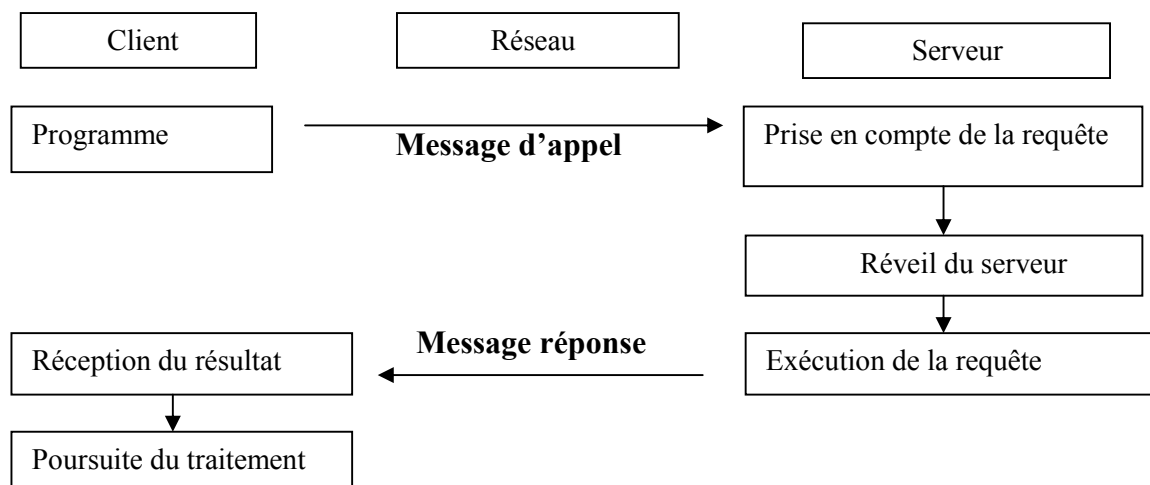 Client
Réseau
Serveur
Programme
Message d’appel
Prise en compte de la requête
Réveil du serveur
Message réponse
Réception du résultat
Exécution de la requête
Poursuite du traitement